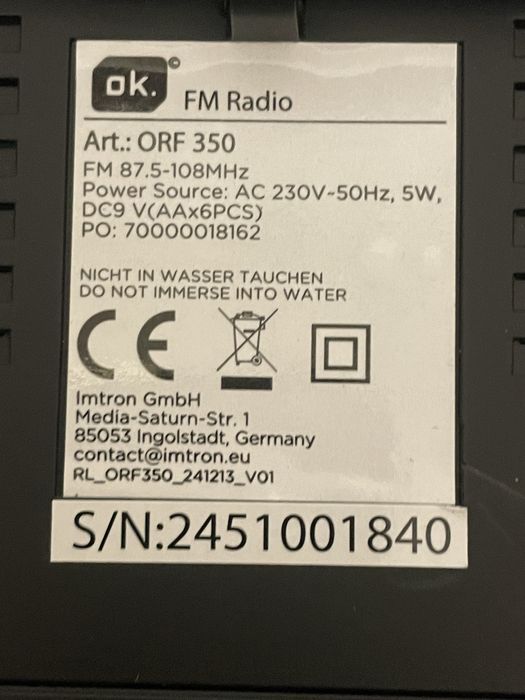 ok.©
FM Radio
Art.: ORF 350
FM 87.5-108MHz
Power Source: AC 230V~50Hz, 5W,
DC9 V(AAx6PCS)
PO: 70000018162
NICHT IN WASSER TAUCHEN
DO NOT IMMERSE INTO WATER
CE
Imtron GmbH
Media-Saturn-Str. 1
85053 Ingolstadt, Germany
contact@imtron.eu
RL_ORF350_241213_V01
S/N:2451001840